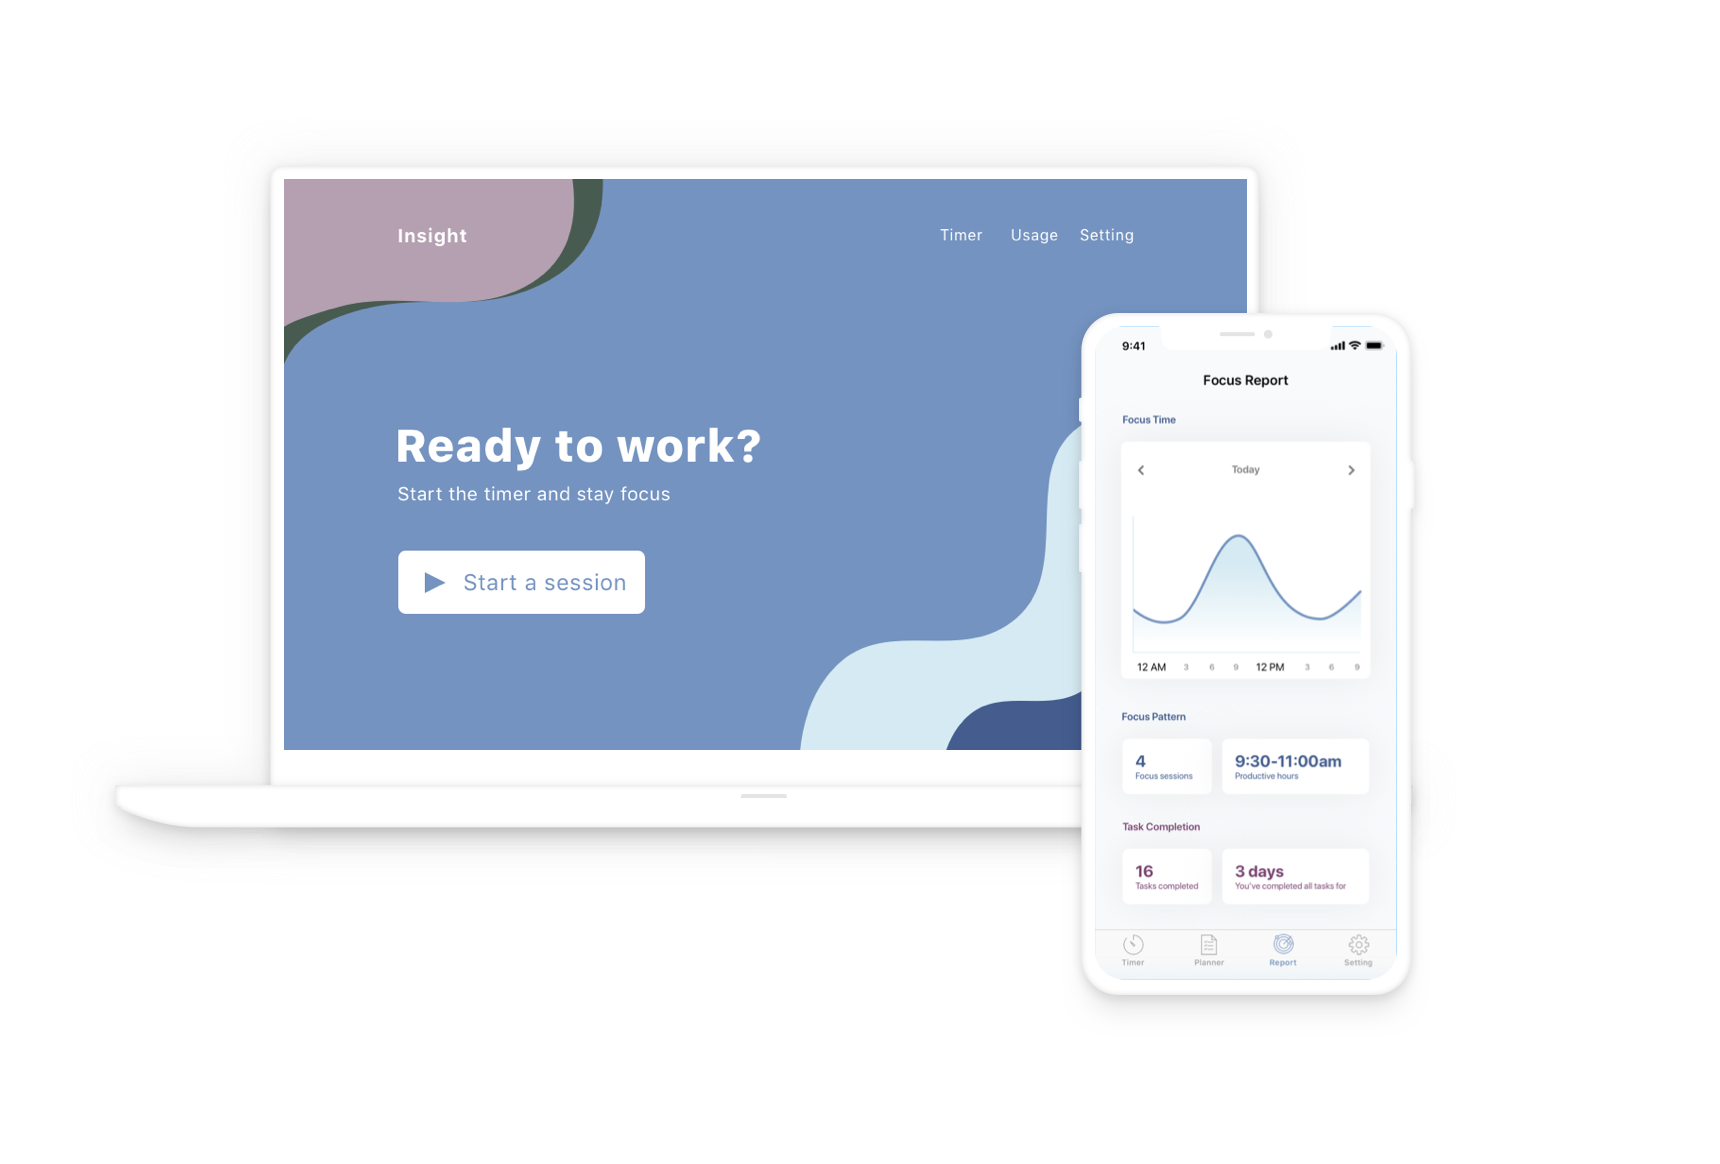 Insight
Timer Usage Setting
Ready to work?
Start the timer and stay focus
Start a session
9:41
Focus Report
Focus Time
Today
12 AM 3 6 9 12 PM 3 6 9
Focus Pattern
4
Focus sessions
9:30-11:00am
Productive hours
Task Completion
16
Tasks completed
3 days
You've completed all tasks for
Timer Planner Report Setting